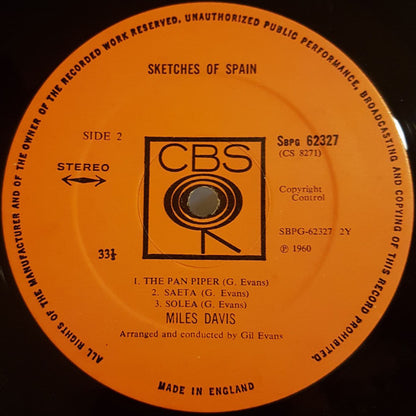 ALL RIGHTS OF THE MANUFACTURER AND OF THE OWNER OF THE RECORDED WORK RESERVED. UNAUTHORIZED PUBLIC PERFORMANCE, BROADCASTING AND COPYING OF THIS RECORD PROHIBITED.
SKETCHES OF SPAIN
SIDE 2
SBPG 62327
(CS 8271)
CBS
STEREO
Copyright
Control
SBPG-62327 2Y
33⅓
℗ 1960
1. THE PAN PIPER (G. Evans)
2. SAETA (G. Evans)
3. SOLEA (G. Evans)
MILES DAVIS
Arranged and conducted by Gil Evans
MADE IN ENGLAND